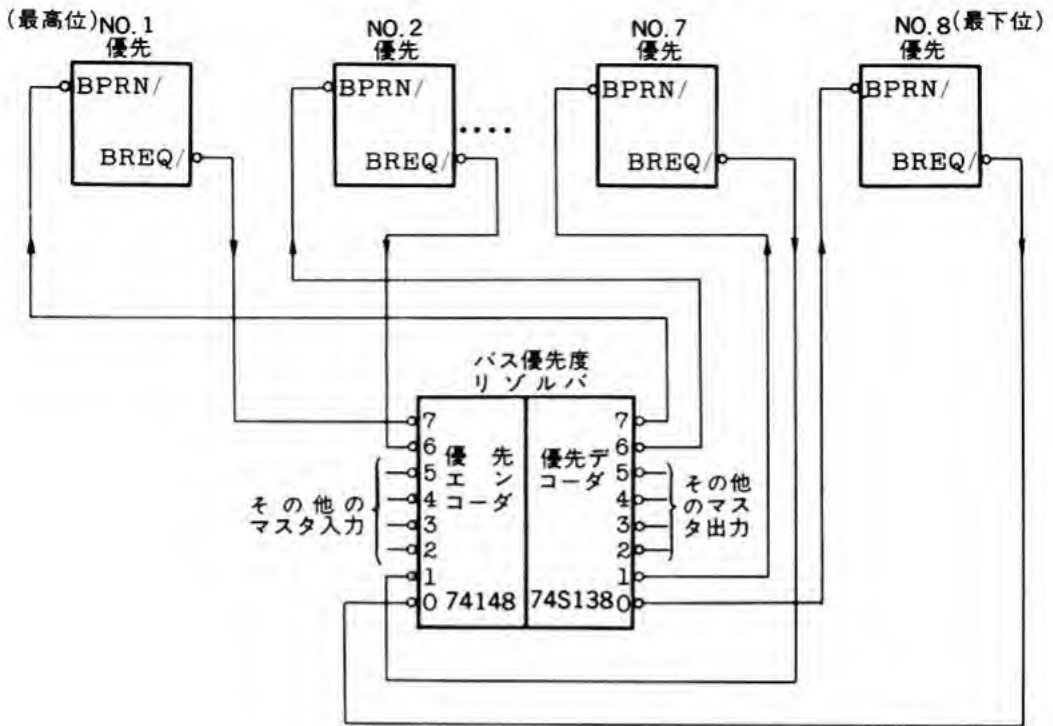 (最高位) NO.1 優先
NO.2 優先
NO.7 優先
NO.8 (最下位) 優先
BPRN/
BREQ/
BPRN/
BREQ/
....
BPRN/
BREQ/
BPRN/
BREQ/
バス優先度
リゾルバ
7
6
5
4
3
2
1
0
優先
エン
コーダ
74148
優先デ
コーダ
74S138
7
6
5
4
3
2
1
0
その他の
マスタ入力
その他
のマス
タ出力